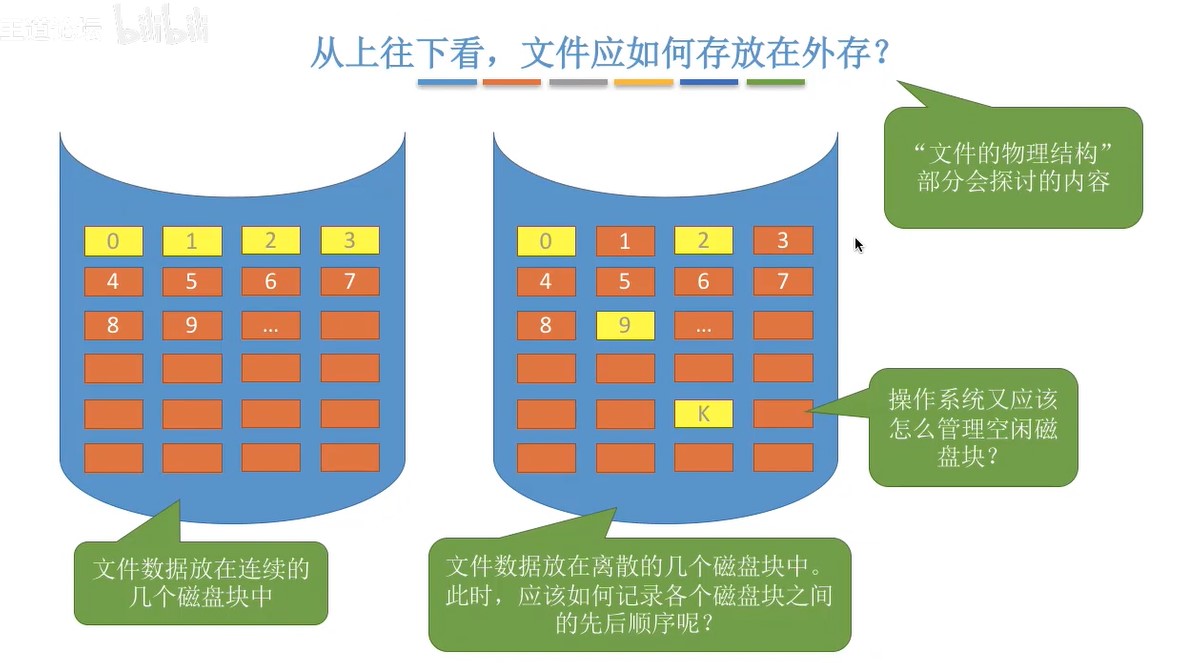 王道论坛 bilibili
从上往下看，文件应如何存放在外存？
“文件的物理结构”
部分会探讨的内容
0 1 2 3
4 5 6 7
8 9 ...
0 1 2 3
4 5 6 7
8 9 ...
K
操作系统又应该
怎么管理空闲磁
盘块？
文件数据放在连续的
几个磁盘块中
文件数据放在离散的几个磁盘块中。
此时，应该如何记录各个磁盘块之间
的先后顺序呢？